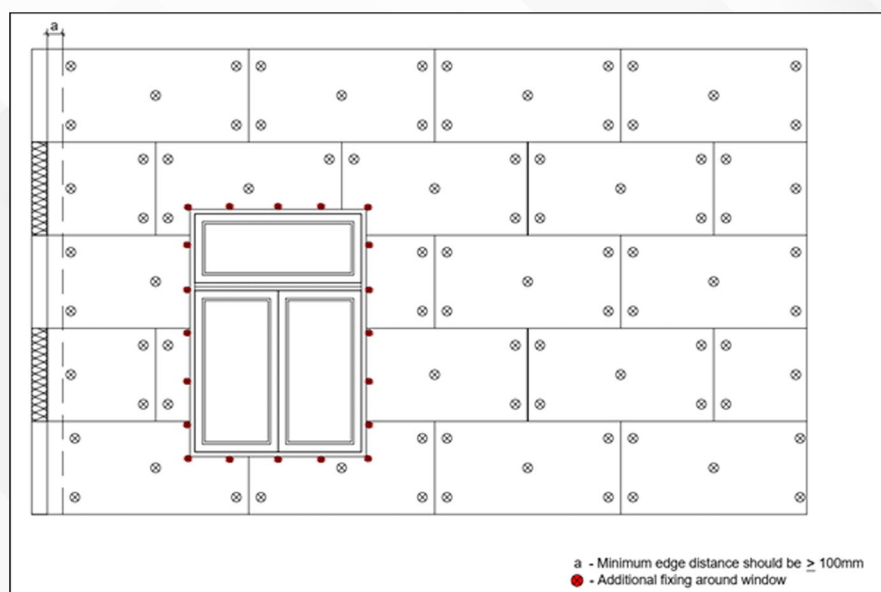 a
a - Minimum edge distance should be ≥ 100mm
- Additional fixing around window